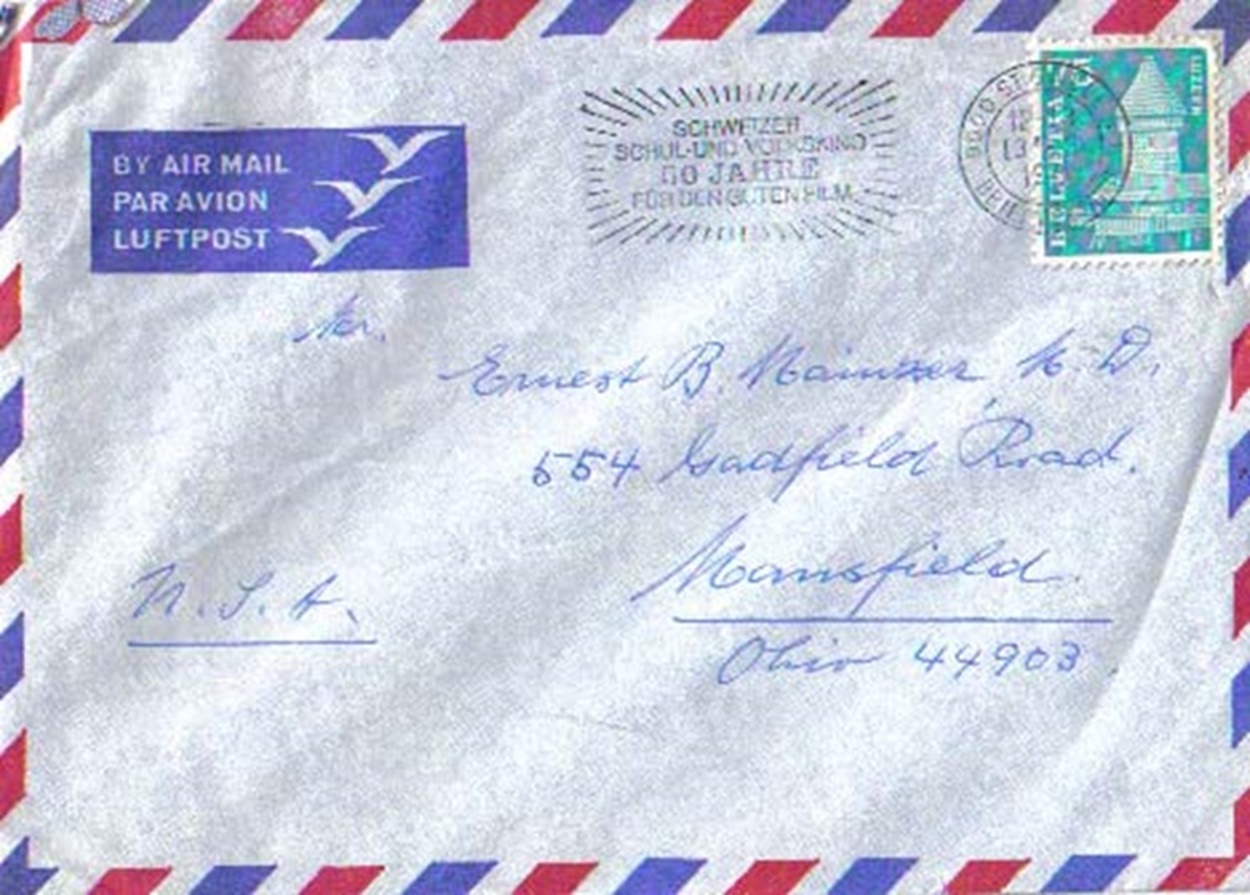 BY AIR MAIL
PAR AVION
LUFTPOST
SCHWEIZER
SCHUL-UND VOLKSKINO
50 JAHRE
FÜR DEN GUTEN FILM
HELVETIA
Mr.
Ernest B. M. D.
554 Gadfield Road.
Mansfield.
Ohio 44903
U.S.A.